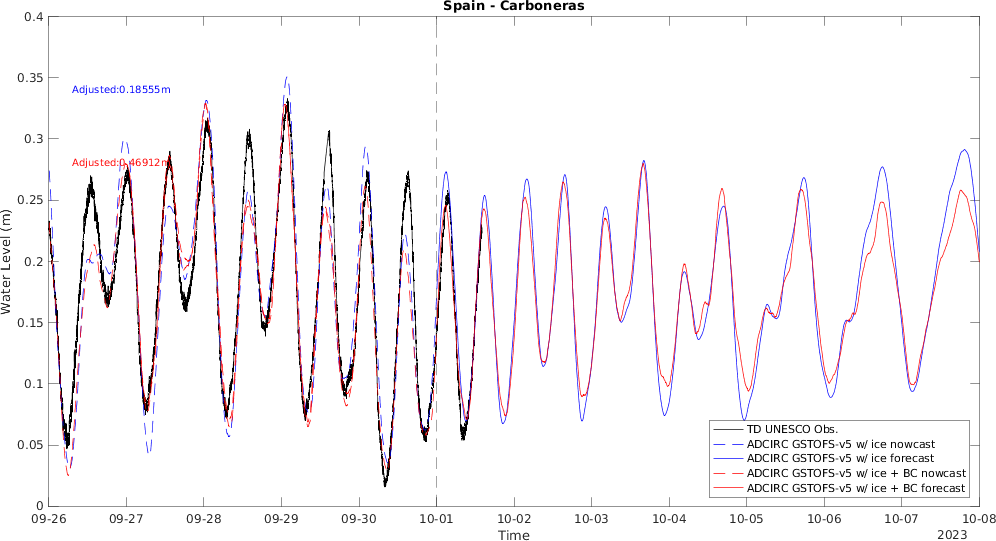 Spain - Carboneras
0.4
0.35
0.3
0.25
0.2
0.15
0.1
0.05
0
Water Level (m)
Adjusted:0.18555m
Adjusted:0.46912m
TD UNESCO Obs.
ADCIRC GSTOFS-v5 w/ ice nowcast
ADCIRC GSTOFS-v5 w/ ice forecast
ADCIRC GSTOFS-v5 w/ ice + BC nowcast
ADCIRC GSTOFS-v5 w/ ice + BC forecast
09-26 09-27 09-28 09-29 09-30 10-01 10-02 10-03 10-04 10-05 10-06 10-07 10-08
Time
2023